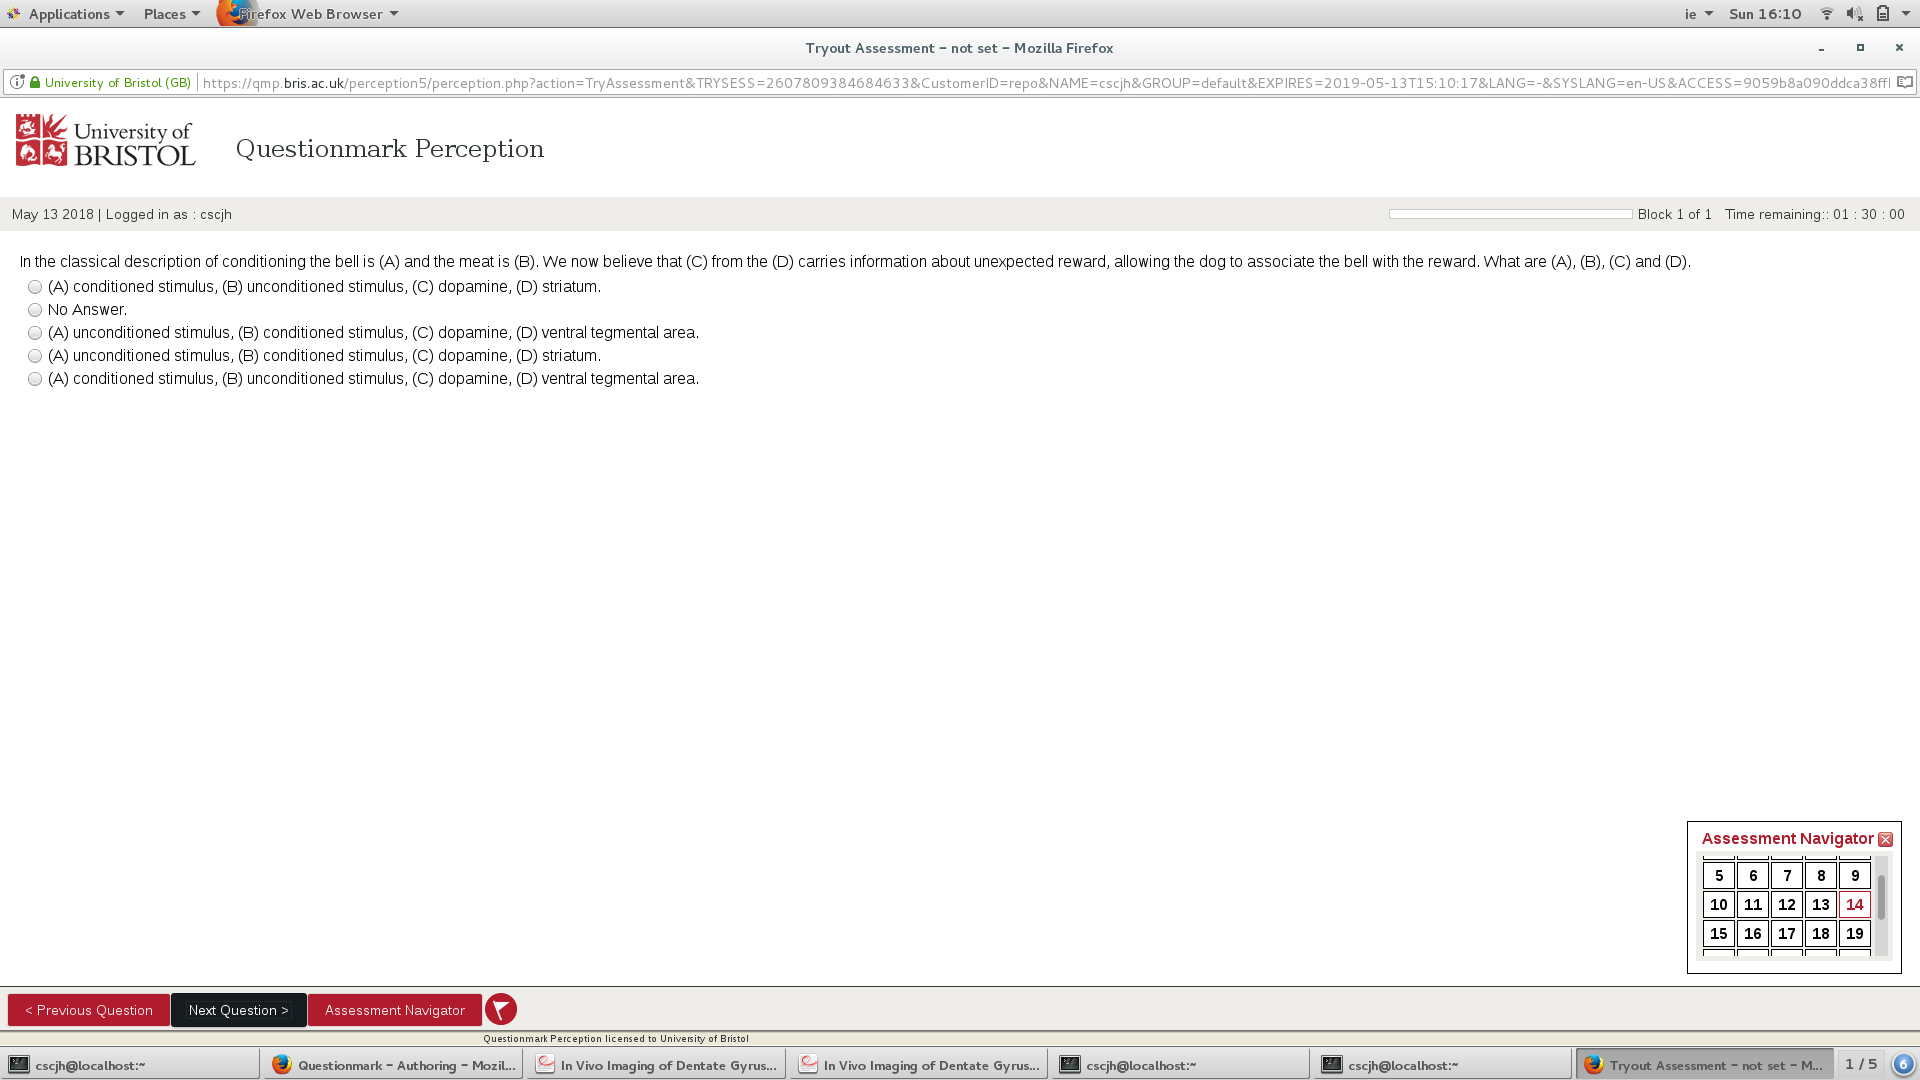 Applications Places Firefox Web Browser ie Sun 16:10
Tryout Assessment – not set – Mozilla Firefox
University of Bristol (GB) https://qmp.bris.ac.uk/perception5/perception.php?action=TryAssessment&TRYSESS=2607809384684633&CustomerID=repo&NAME=cscjh&GROUP=default&EXPIRES=2019-05-13T15:10:17&LANG=-&SYSLANG=en-US&ACCESS=9059b8a090ddca38ffl
University of
BRISTOL
Questionmark Perception
May 13 2018 | Logged in as : cscjh Block 1 of 1 Time remaining:: 01 : 30 : 00
In the classical description of conditioning the bell is (A) and the meat is (B). We now believe that (C) from the (D) carries information about unexpected reward, allowing the dog to associate the bell with the reward. What are (A), (B), (C) and (D).
(A) conditioned stimulus, (B) unconditioned stimulus, (C) dopamine, (D) striatum.
No Answer.
(A) unconditioned stimulus, (B) conditioned stimulus, (C) dopamine, (D) ventral tegmental area.
(A) unconditioned stimulus, (B) conditioned stimulus, (C) dopamine, (D) striatum.
(A) conditioned stimulus, (B) unconditioned stimulus, (C) dopamine, (D) ventral tegmental area.
Assessment Navigator
5 6 7 8 9
10 11 12 13 14
15 16 17 18 19
< Previous Question Next Question > Assessment Navigator
Questionmark Perception licensed to University of Bristol
cscjh@localhost:~ Questionmark – Authoring – Mozil... In Vivo Imaging of Dentate Gyrus... In Vivo Imaging of Dentate Gyrus... cscjh@localhost:~ cscjh@localhost:~ Tryout Assessment – not set – M... 1 / 5 6